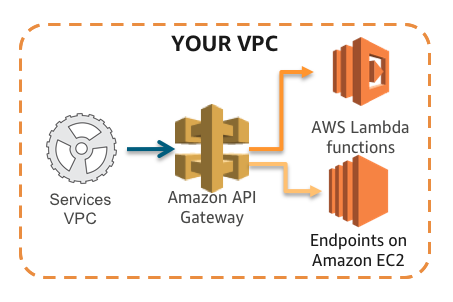 YOUR VPC
Services
VPC
Amazon API
Gateway
AWS Lambda
functions
Endpoints on
Amazon EC2